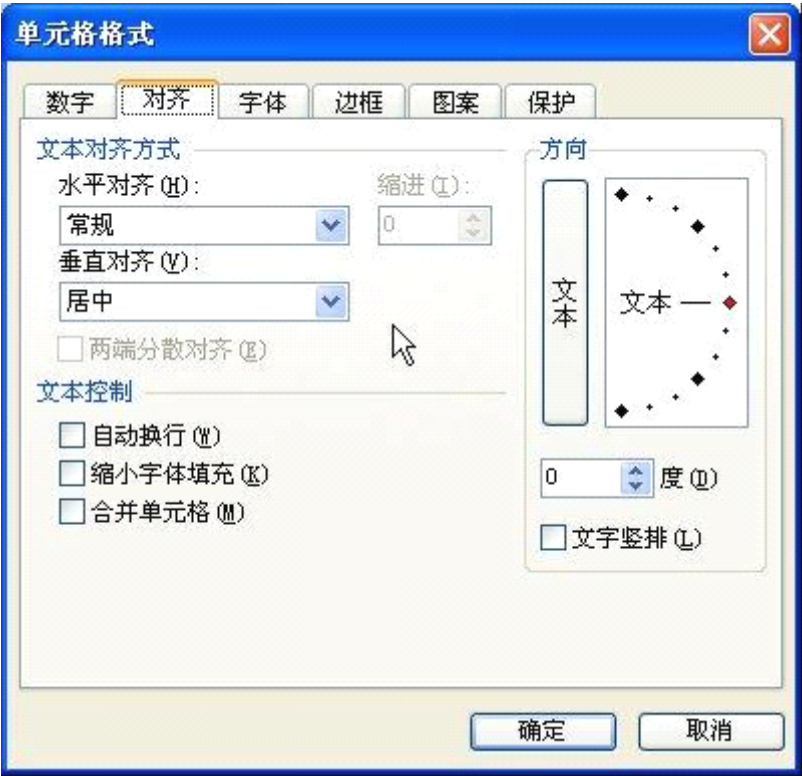 单元格格式
数字 对齐 字体 边框 图案 保护
文本对齐方式
水平对齐(H):
缩进(I):
常规
0
垂直对齐(V):
居中
两端分散对齐(E)
文本控制
自动换行(W)
缩小字体填充(K)
合并单元格(M)
方向
文本
文本
0 度(D)
文字竖排(L)
确定 取消